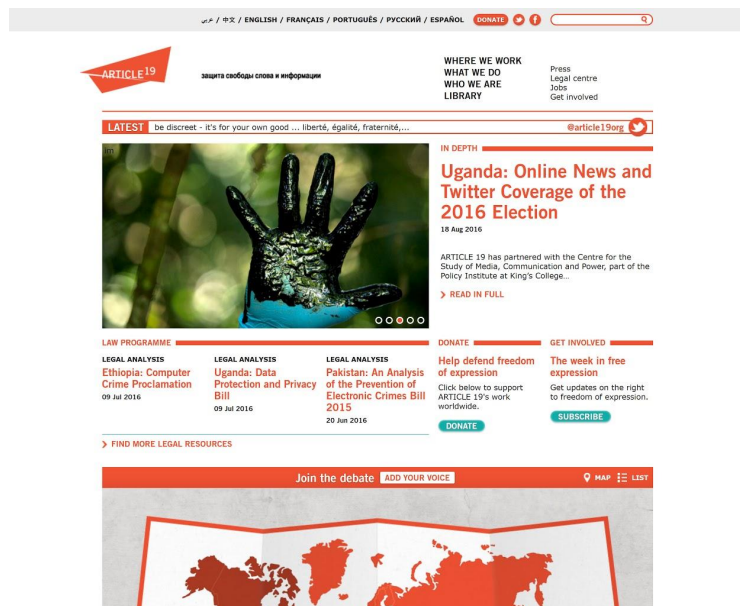 عربي / 中文 / ENGLISH / FRANÇAIS / PORTUGUÊS / РУССКИЙ / ESPAÑOL DONATE
ARTICLE 19
защита свободы слова и информации
WHERE WE WORK
WHAT WE DO
WHO WE ARE
LIBRARY
Press
Legal centre
Jobs
Get involved
LATEST be discreet - it's for your own good ... liberté, égalité, fraternité,... @article19org
IN DEPTH
Uganda: Online News and
Twitter Coverage of the
2016 Election
18 Aug 2016
ARTICLE 19 has partnered with the Centre for the
Study of Media, Communication and Power, part of the
Policy Institute at King's College...
READ IN FULL
LAW PROGRAMME
LEGAL ANALYSIS
Ethiopia: Computer
Crime Proclamation
09 Jul 2016
LEGAL ANALYSIS
Uganda: Data
Protection and Privacy
Bill
09 Jul 2016
LEGAL ANALYSIS
Pakistan: An Analysis
of the Prevention of
Electronic Crimes Bill
2015
20 Jun 2016
FIND MORE LEGAL RESOURCES
DONATE
Help defend freedom
of expression
Click below to support
ARTICLE 19's work
worldwide.
DONATE
GET INVOLVED
The week in free
expression
Get updates on the right
to freedom of expression.
SUBSCRIBE
Join the debate ADD YOUR VOICE MAP LIST